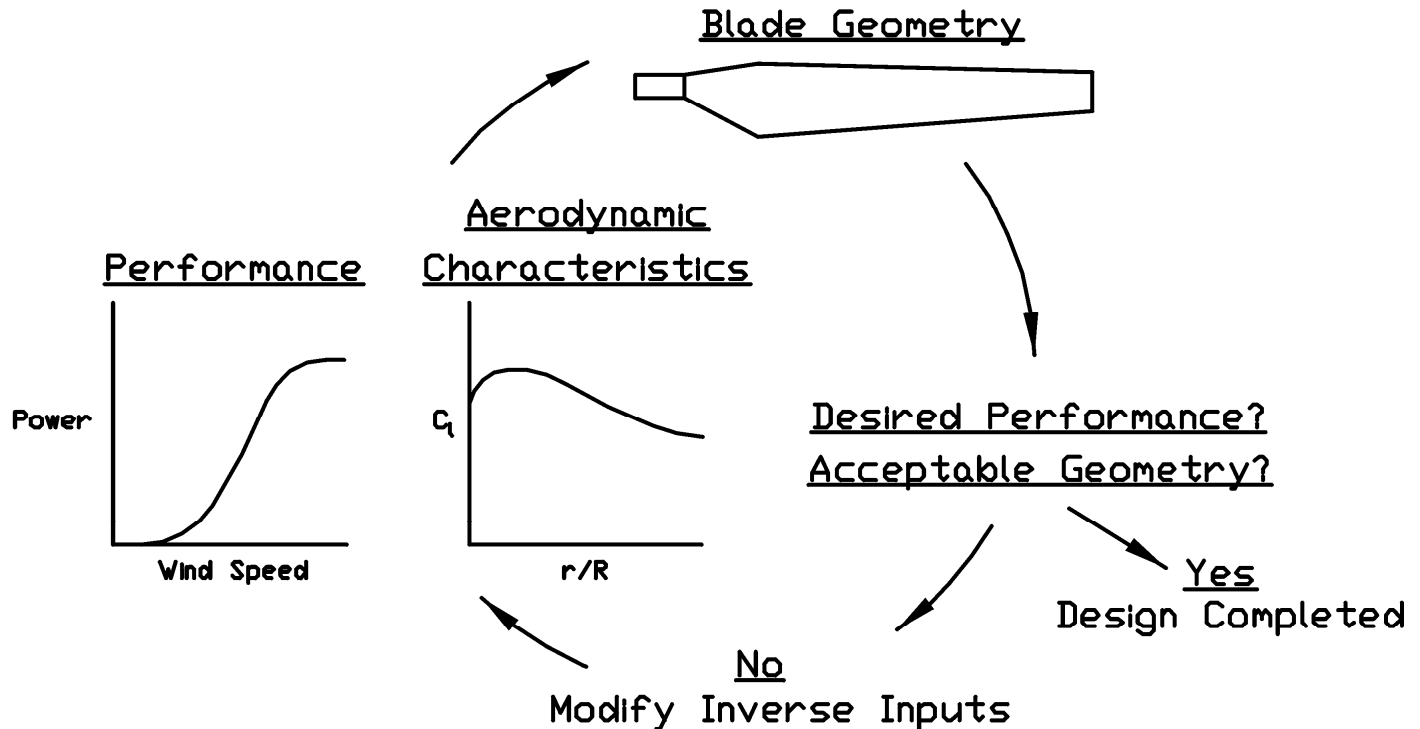 Blade Geometry
Aerodynamic
Performance
Characteristics
Power
Cl
Wind Speed
r/R
Desired Performance?
Acceptable Geometry?
Yes
Design Completed
No
Modify Inverse Inputs